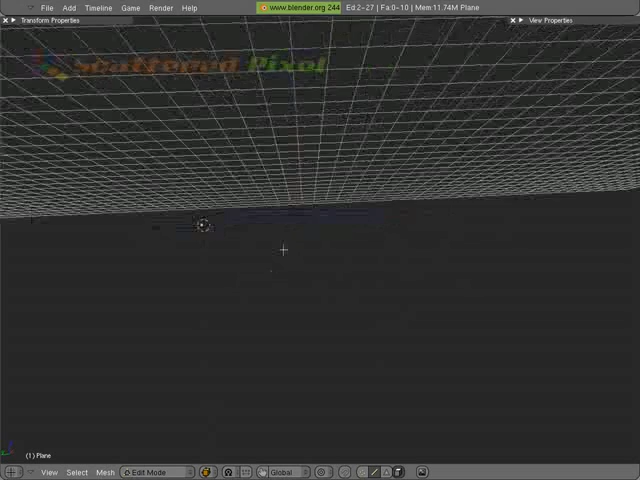 File Add Timeline Game Render Help www.blender.org 244 Ed:2-27 | Fa:0-10 | Mem:11.74M Plane
Transform Properties View Properties
Scattered Pixel
(1) Plane
View Select Mesh Edit Mode Global